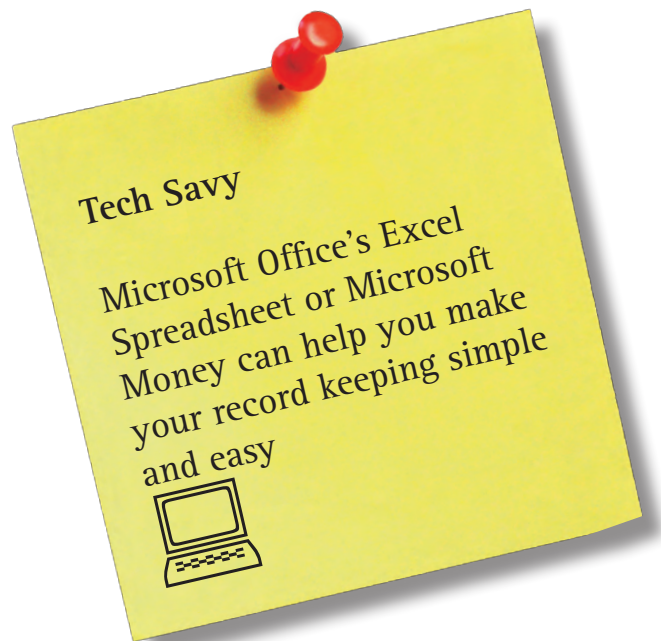 Tech Savy
Microsoft Office's Excel
Spreadsheet or Microsoft
Money can help you make
your record keeping simple
and easy